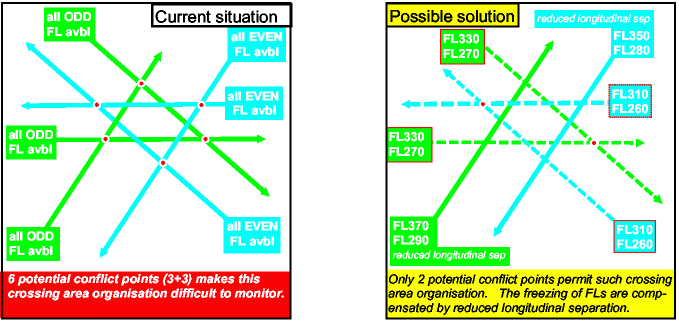 Current situation
all ODD
FL avbl
all EVEN
FL avbl
all EVEN
FL avbl
all ODD
FL avbl
all ODD
FL avbl
all EVEN
FL avbl
6 potential conflict points (3+3) makes this
crossing area organisation difficult to monitor.
Possible solution
reduced longitudinal sep
FL330
FL270
FL350
FL280
FL310
FL260
FL330
FL270
FL370
FL290
reduced longitudinal sep
FL310
FL260
Only 2 potential conflict points permit such crossing
area organisation. The freezing of FLs are comp-
ensated by reduced longitudinal separation.